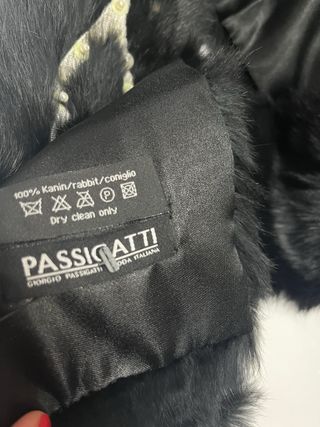 100% Kanin/rabbit/coniglio
P
Dry clean only
PASSIGATTI
GIORGIO PASSIGATTI MODA ITALIANA